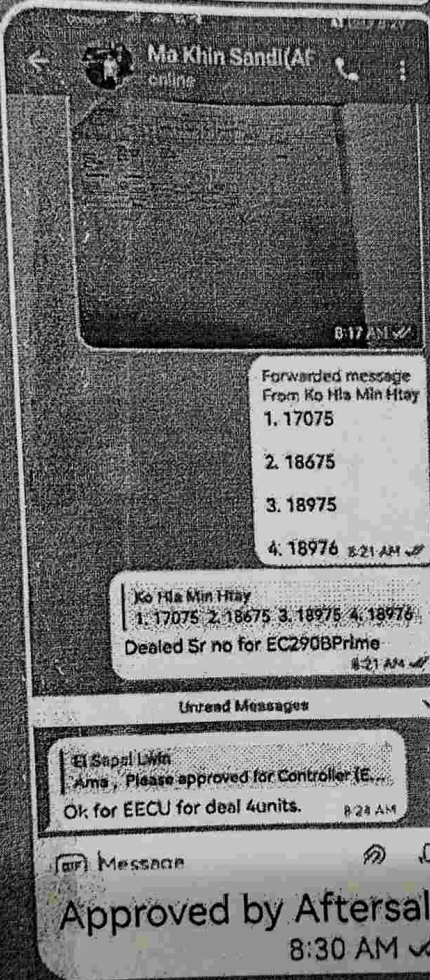 Ma Khin Sandi(AF
online
8:17 AM
Forwarded message
From Ko Hla Min Htay
1. 17075
2. 18675
3. 18975
4. 18976 8:21 AM
Ko Hla Min Htay
1. 17075 2. 18675 3. 18975 4. 18976
Dealed Sr no for EC290BPrime
8:21 AM
Unread Messages
Ei Sapal Lwin
Ama , Please approved for Controller (E...
Ok for EECU for deal 4units. 8:28 AM
GIF Message
Approved by Aftersal
8:30 AM